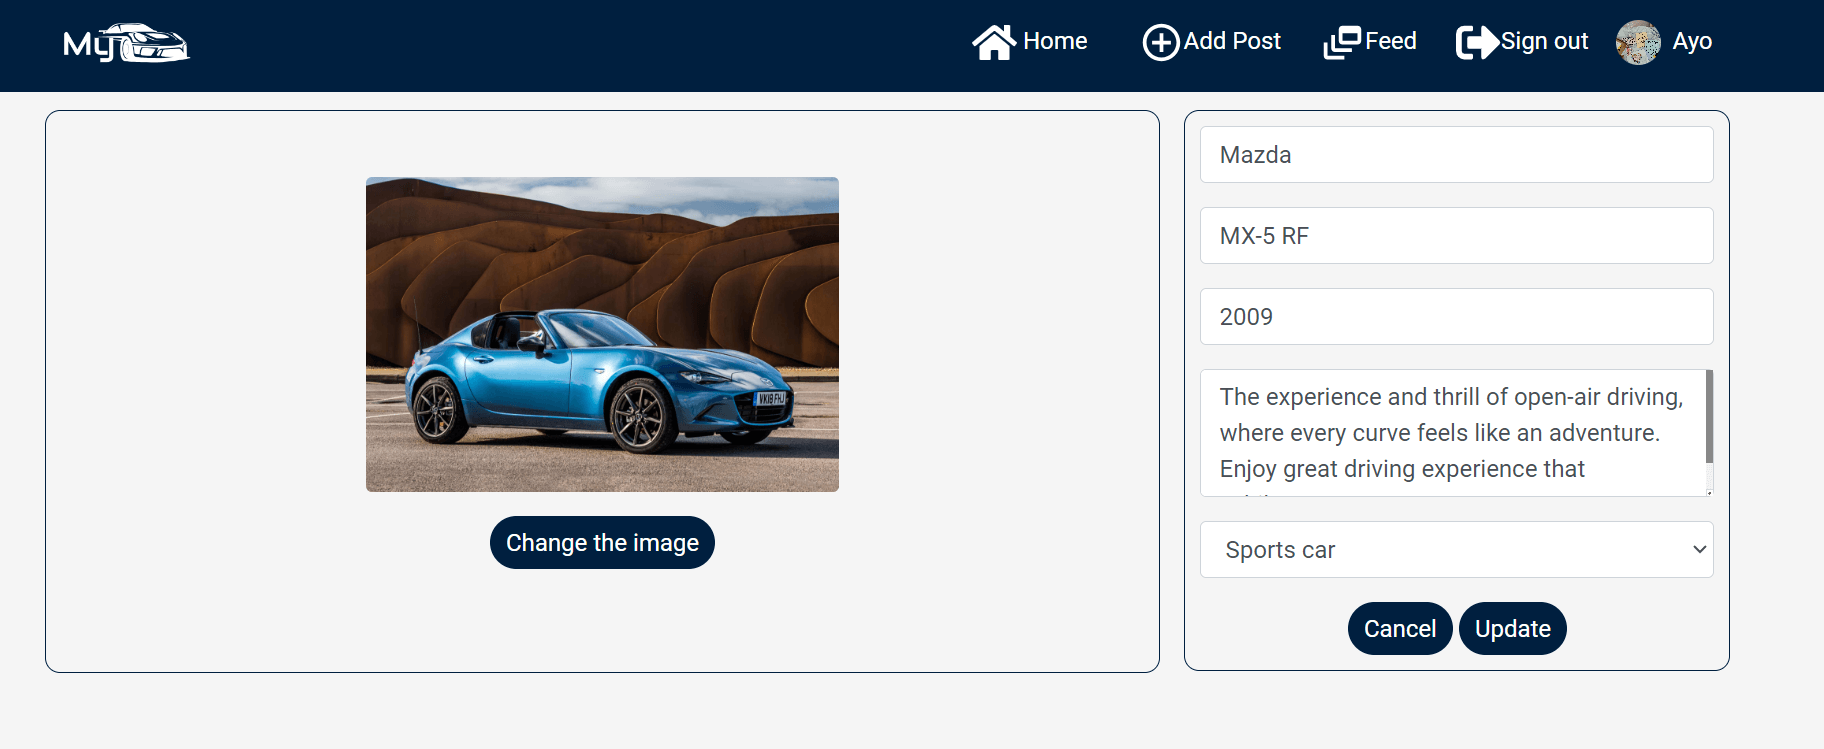 My
Home
Add Post
Feed
Sign out
Ayo
VK18 FHJ
Change the image
Mazda
MX-5 RF
2009
The experience and thrill of open-air driving,
where every curve feels like an adventure.
Enjoy great driving experience that
Sports car
Cancel
Update